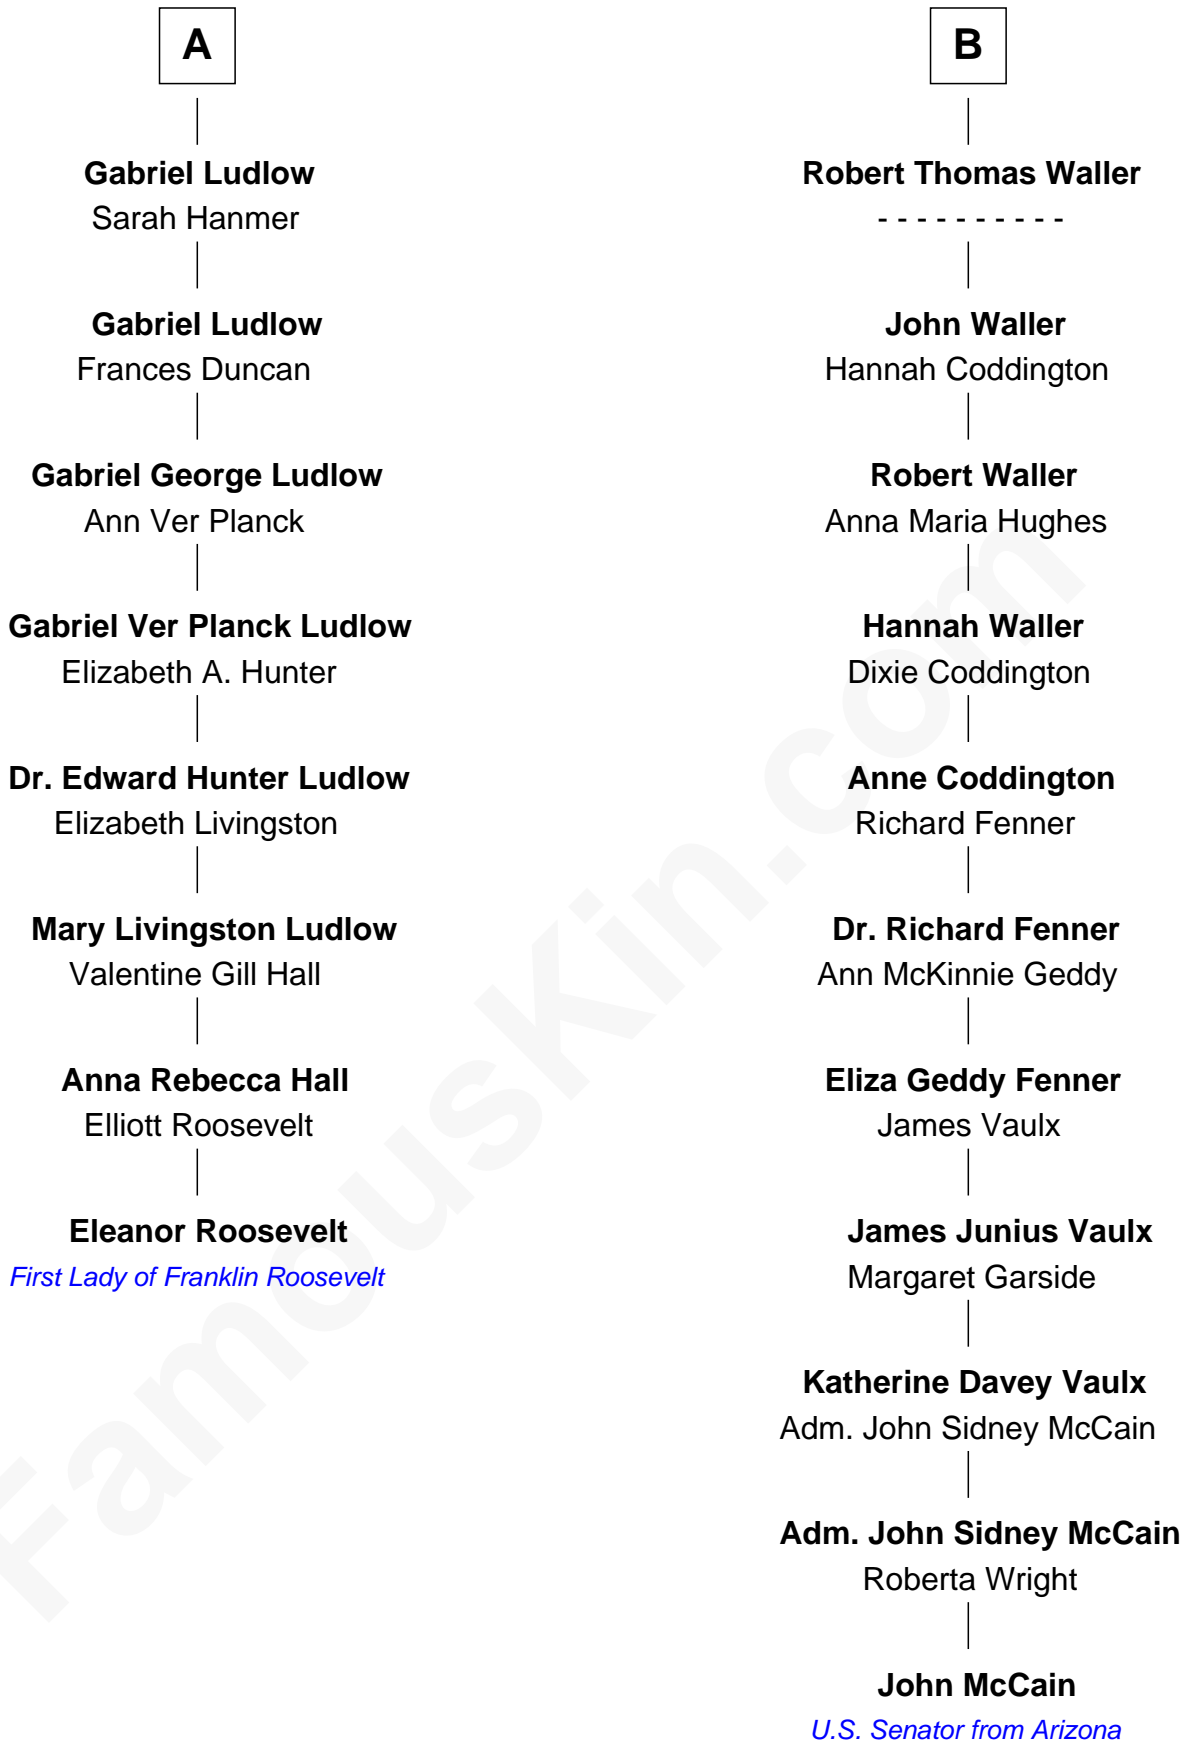 A
Gabriel Ludlow
Sarah Hanmer
Gabriel Ludlow
Frances Duncan
Gabriel George Ludlow
Ann Ver Planck
Gabriel Ver Planck Ludlow
Elizabeth A. Hunter
Dr. Edward Hunter Ludlow
Elizabeth Livingston
Mary Livingston Ludlow
Valentine Gill Hall
Anna Rebecca Hall
Elliott Roosevelt
Eleanor Roosevelt
First Lady of Franklin Roosevelt
B
Robert Thomas Waller
- - - - - - - - - -
John Waller
Hannah Coddington
Robert Waller
Anna Maria Hughes
Hannah Waller
Dixie Coddington
Anne Coddington
Richard Fenner
Dr. Richard Fenner
Ann McKinnie Geddy
Eliza Geddy Fenner
James Vaulx
James Junius Vaulx
Margaret Garside
Katherine Davey Vaulx
Adm. John Sidney McCain
Adm. John Sidney McCain
Roberta Wright
John McCain
U.S. Senator from Arizona
FamousKin.com